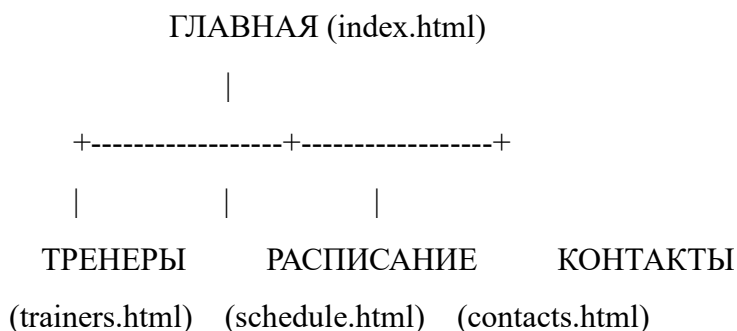 ГЛАВНАЯ (index.html)
|
+------------------+------------------+
| | |
ТРЕНЕРЫ РАСПИСАНИЕ КОНТАКТЫ
(trainers.html) (schedule.html) (contacts.html)